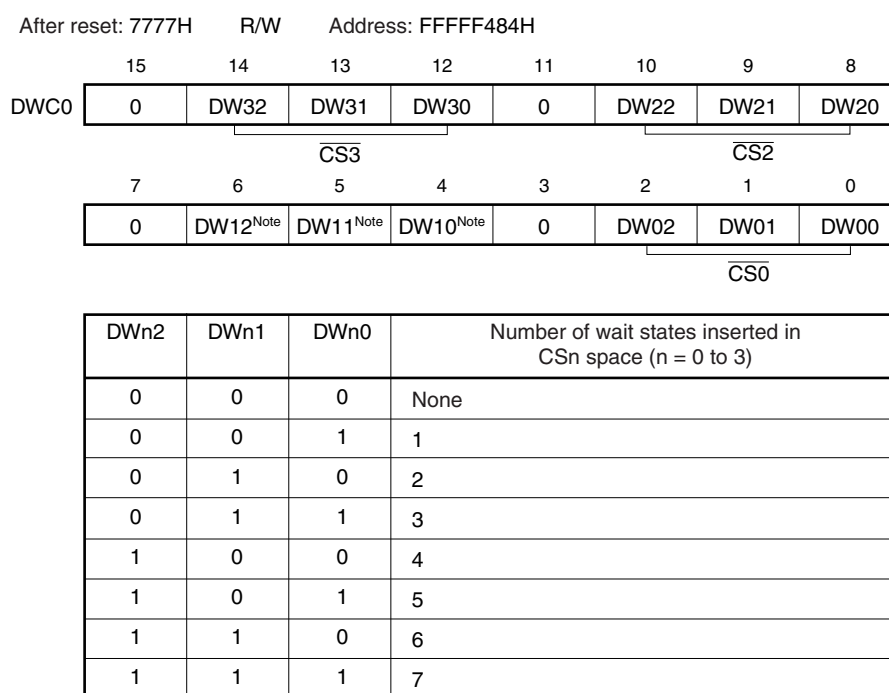 After reset: 7777H R/W Address: FFFFF484H
15 14 13 12 11 10 9 8
DWC0 0 DW32 DW31 DW30 0 DW22 DW21 DW20
CS3 CS2
7 6 5 4 3 2 1 0
0 DW12Note DW11Note DW10Note 0 DW02 DW01 DW00
CS0
DWn2 DWn1 DWn0 Number of wait states inserted in
CSn space (n = 0 to 3)
0 0 0 None
0 0 1 1
0 1 0 2
0 1 1 3
1 0 0 4
1 0 1 5
1 1 0 6
1 1 1 7